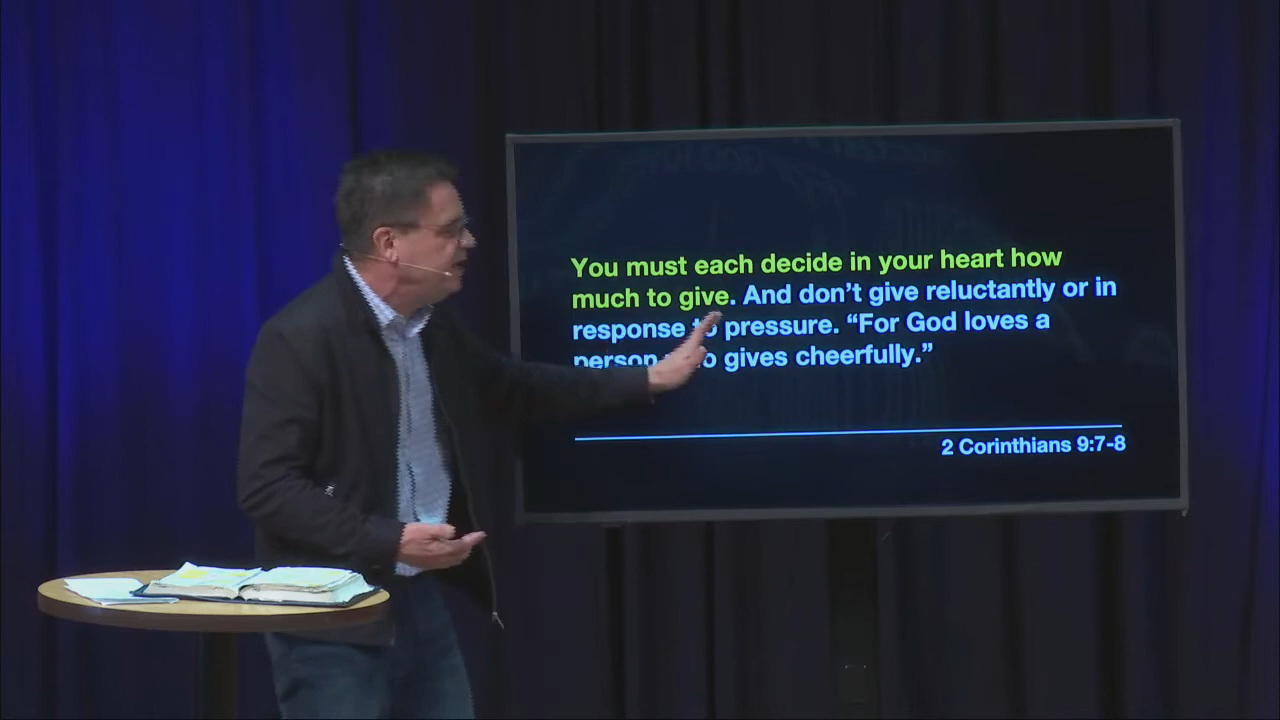 You must each decide in your heart how
much to give. And don't give reluctantly or in
response to pressure. “For God loves a
person gives cheerfully.”
2 Corinthians 9:7-8